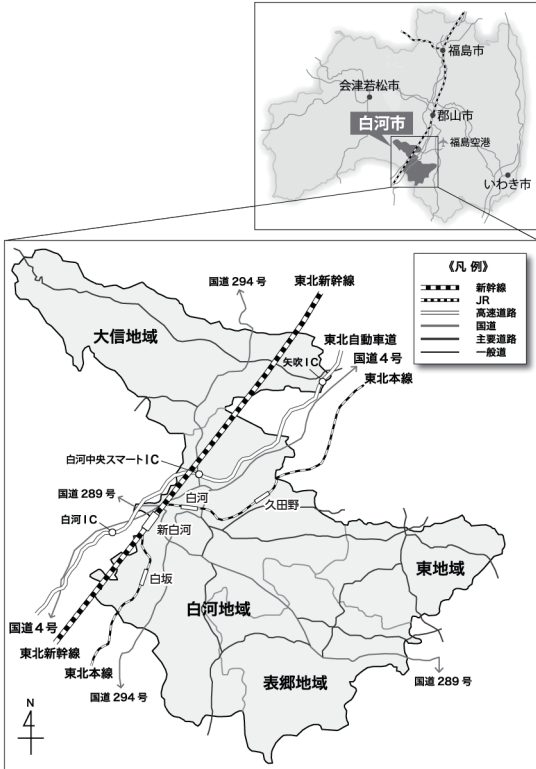 福島市
会津若松市
郡山市
白河市
福島空港
いわき市
《凡 例》
新幹線
JR
高速道路
国道
主要道路
一般道
国道 294 号
東北新幹線
大信地域
東北自動車道
矢吹 IC
国道 4 号
東北本線
白河中央スマート IC
国道 289 号
白河
久田野
白河 IC
新白河
白坂
東地域
白河地域
国道 4 号
東北新幹線
東北本線
国道 294 号
表郷地域
国道 289 号
N